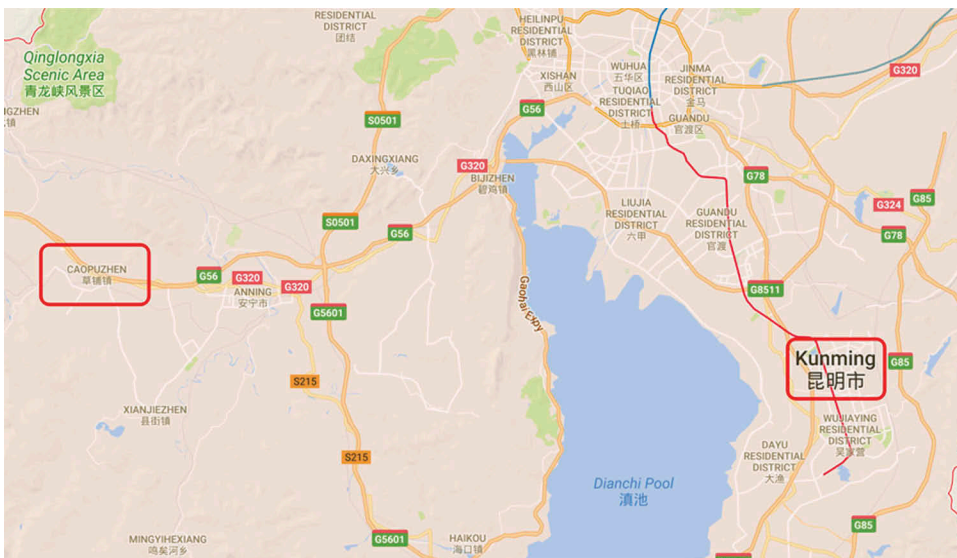 RESIDENTIAL
DISTRICT
团结
HEILINPU
RESIDENTIAL
DISTRICT
黑林铺
Qinglongxia
Scenic Area
青龙峡风景区
WUHUA
五华区
JINMA
RESIDENTIAL
DISTRICT
金马
G320
XISHAN
西山区
TUQIAO
RESIDENTIAL
DISTRICT
土桥
NGZHEN
镇
S0501
G56
GUANDU
官渡区
DAXINGXIANG
大兴乡
G320
BIJIZHEN
碧鸡镇
G78
G85
LIUJIA
RESIDENTIAL
DISTRICT
六甲
GUANDU
RESIDENTIAL
DISTRICT
官渡
G324
S0501
G56
G78
CAOPUZHEN
草铺镇
G56
G320
G320
ANNING
安宁市
Gaohai Expy
G8511
G5601
Kunming
昆明市
G85
S215
XIANJIEZHEN
县街镇
WUJIAYING
RESIDENTIAL
DISTRICT
吴家营
DAYU
RESIDENTIAL
DISTRICT
大渔
S215
Dianchi Pool
滇池
G85
MINGYIHEXIANG
鸣矣河乡
G5601
HAIKOU
海口镇